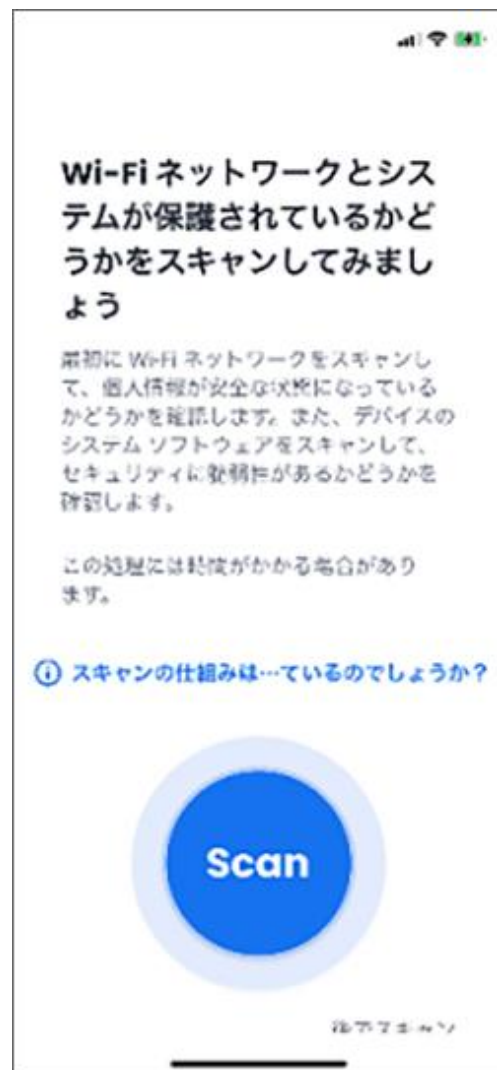 Wi-Fi ネットワークとシス
テムが保護されているかど
うかをスキャンしてみまし
ょう
最初に Wi-Fi ネットワークをスキャンし
て、個人情報が安全な状態になっている
かどうかを確認します。また、デバイスの
システム ソフトウェアをスキャンして、
セキュリティに脆弱性があるかどうかを
確認します。
この処理には時間がかかる場合があり
ます。
スキャンの仕組みは…ているのでしょうか？
Scan
後でスキャン